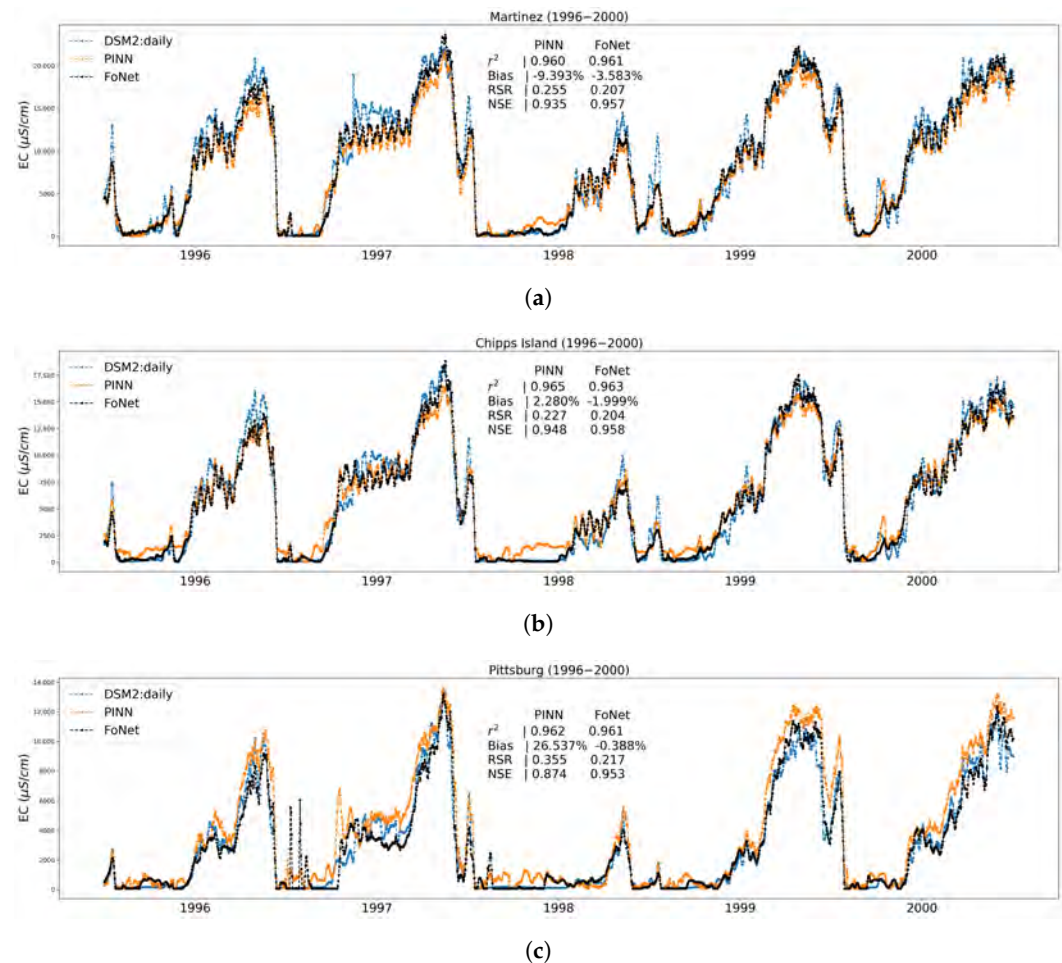 Martinez (1996−2000)
DSM2:daily
PINN
FoNet
PINN FoNet
r² | 0.960 0.961
Bias | -9.393% -3.583%
RSR | 0.255 0.207
NSE | 0.935 0.957
EC (μS/cm)
20,000
15,000
10,000
5000
0
1996 1997 1998 1999 2000
(a)
Chipps Island (1996−2000)
DSM2:daily
PINN
FoNet
PINN FoNet
r² | 0.965 0.963
Bias | 2.280% -1.999%
RSR | 0.227 0.204
NSE | 0.948 0.958
EC (μS/cm)
17,500
15,000
12,500
10,000
7500
5000
2500
0
1996 1997 1998 1999 2000
(b)
Pittsburg (1996−2000)
DSM2:daily
PINN
FoNet
PINN FoNet
r² | 0.962 0.961
Bias | 26.537% -0.388%
RSR | 0.355 0.217
NSE | 0.874 0.953
EC (μS/cm)
14,000
12,000
10,000
8000
6000
4000
2000
0
1996 1997 1998 1999 2000
(c)